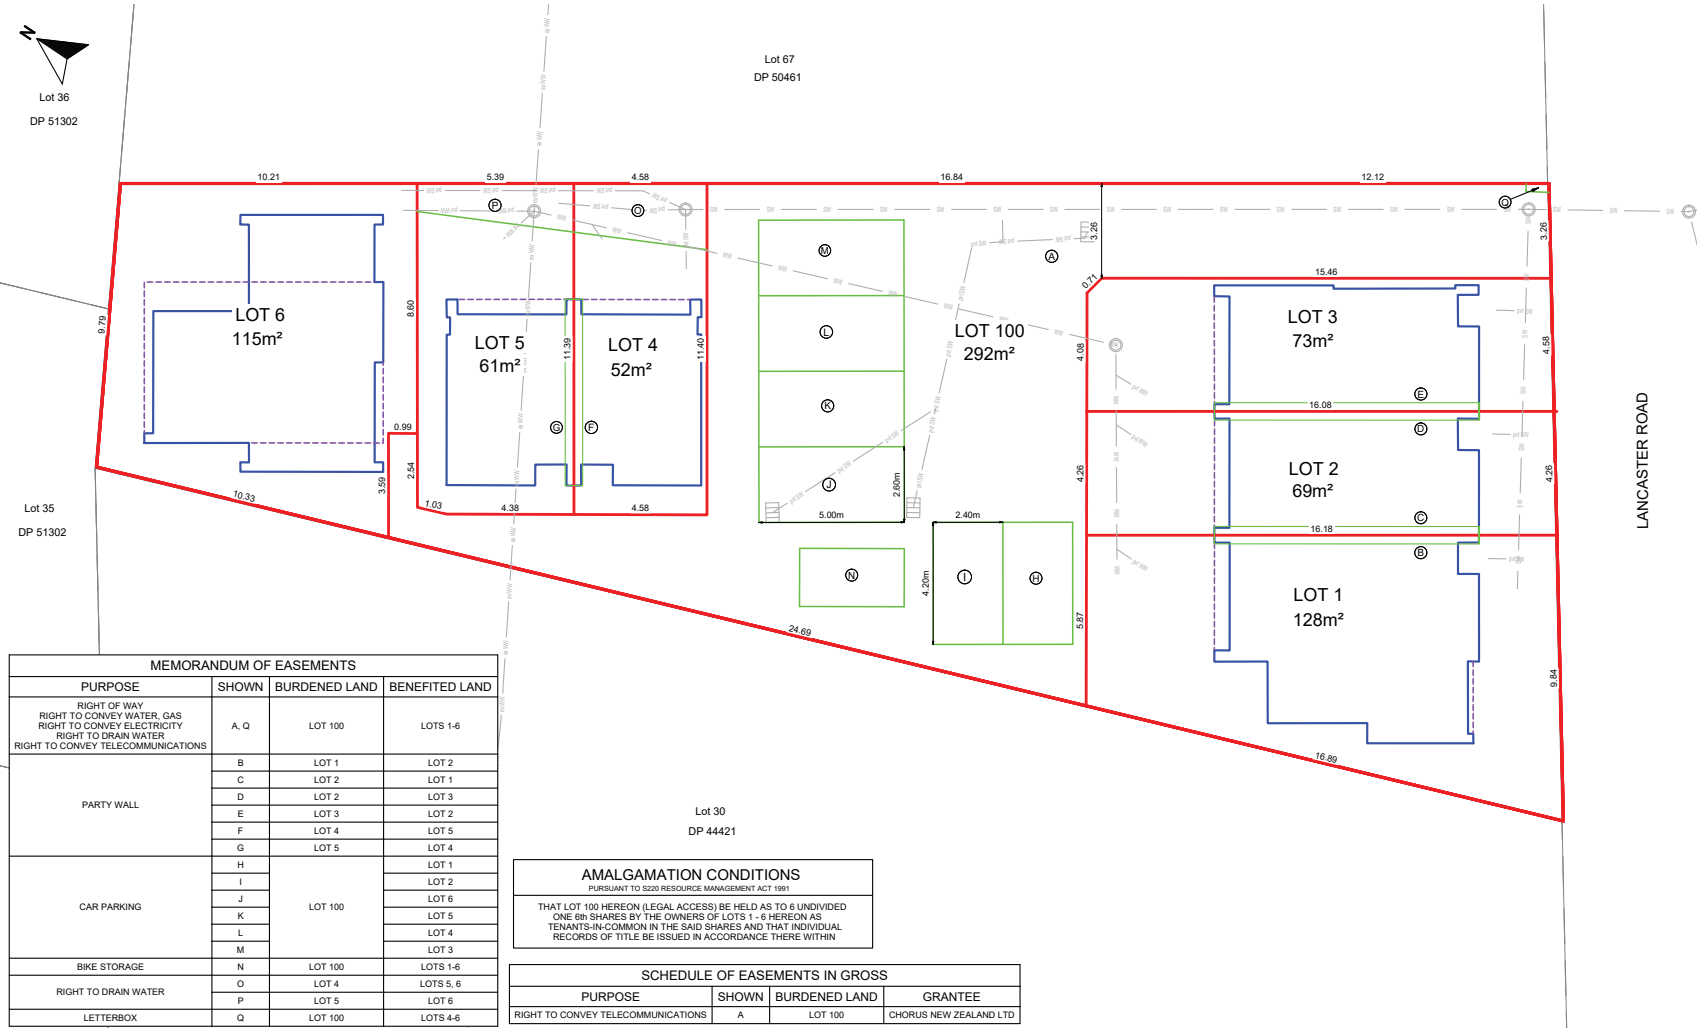 N
Lot 36
DP 51302
Lot 67
DP 50461
10.21
5.39
4.58
16.84
12.12
P
O
Q
3.26
3.26
M
A
0.71
15.46
LOT 6
115m²
9.79
8.60
LOT 5
61m²
11.39
LOT 4
52m²
11.40
L
LOT 100
292m²
4.08
LOT 3
73m²
4.58
LANCASTER ROAD
K
E
16.08
D
0.99
G
F
2.54
3.59
10.33
1.03
4.38
4.58
J
2.60m
5.00m
2.40m
4.26
LOT 2
69m²
4.26
C
16.18
B
Lot 35
DP 51302
N
4.20m
I
H
5.87
LOT 1
128m²
24.69
9.84
16.89
MEMORANDUM OF EASEMENTS
PURPOSE SHOWN BURDENED LAND BENEFITED LAND
RIGHT OF WAY
RIGHT TO CONVEY WATER, GAS
RIGHT TO CONVEY ELECTRICITY
RIGHT TO DRAIN WATER
RIGHT TO CONVEY TELECOMMUNICATIONS
A, Q LOT 100 LOTS 1-6
PARTY WALL
B LOT 1 LOT 2
C LOT 2 LOT 1
D LOT 2 LOT 3
E LOT 3 LOT 2
F LOT 4 LOT 5
G LOT 5 LOT 4
CAR PARKING
LOT 100
H LOT 1
I LOT 2
J LOT 6
K LOT 5
L LOT 4
M LOT 3
BIKE STORAGE N LOT 100 LOTS 1-6
RIGHT TO DRAIN WATER
O LOT 4 LOTS 5, 6
P LOT 5 LOT 6
LETTERBOX Q LOT 100 LOTS 4-6
Lot 30
DP 44421
AMALGAMATION CONDITIONS
PURSUANT TO S220 RESOURCE MANAGEMENT ACT 1991
THAT LOT 100 HEREON (LEGAL ACCESS) BE HELD AS TO 6 UNDIVIDED
ONE 6th SHARES BY THE OWNERS OF LOTS 1 - 6 HEREON AS
TENANTS-IN-COMMON IN THE SAID SHARES AND THAT INDIVIDUAL
RECORDS OF TITLE BE ISSUED IN ACCORDANCE THERE WITHIN
SCHEDULE OF EASEMENTS IN GROSS
PURPOSE SHOWN BURDENED LAND GRANTEE
RIGHT TO CONVEY TELECOMMUNICATIONS A LOT 100 CHORUS NEW ZEALAND LTD